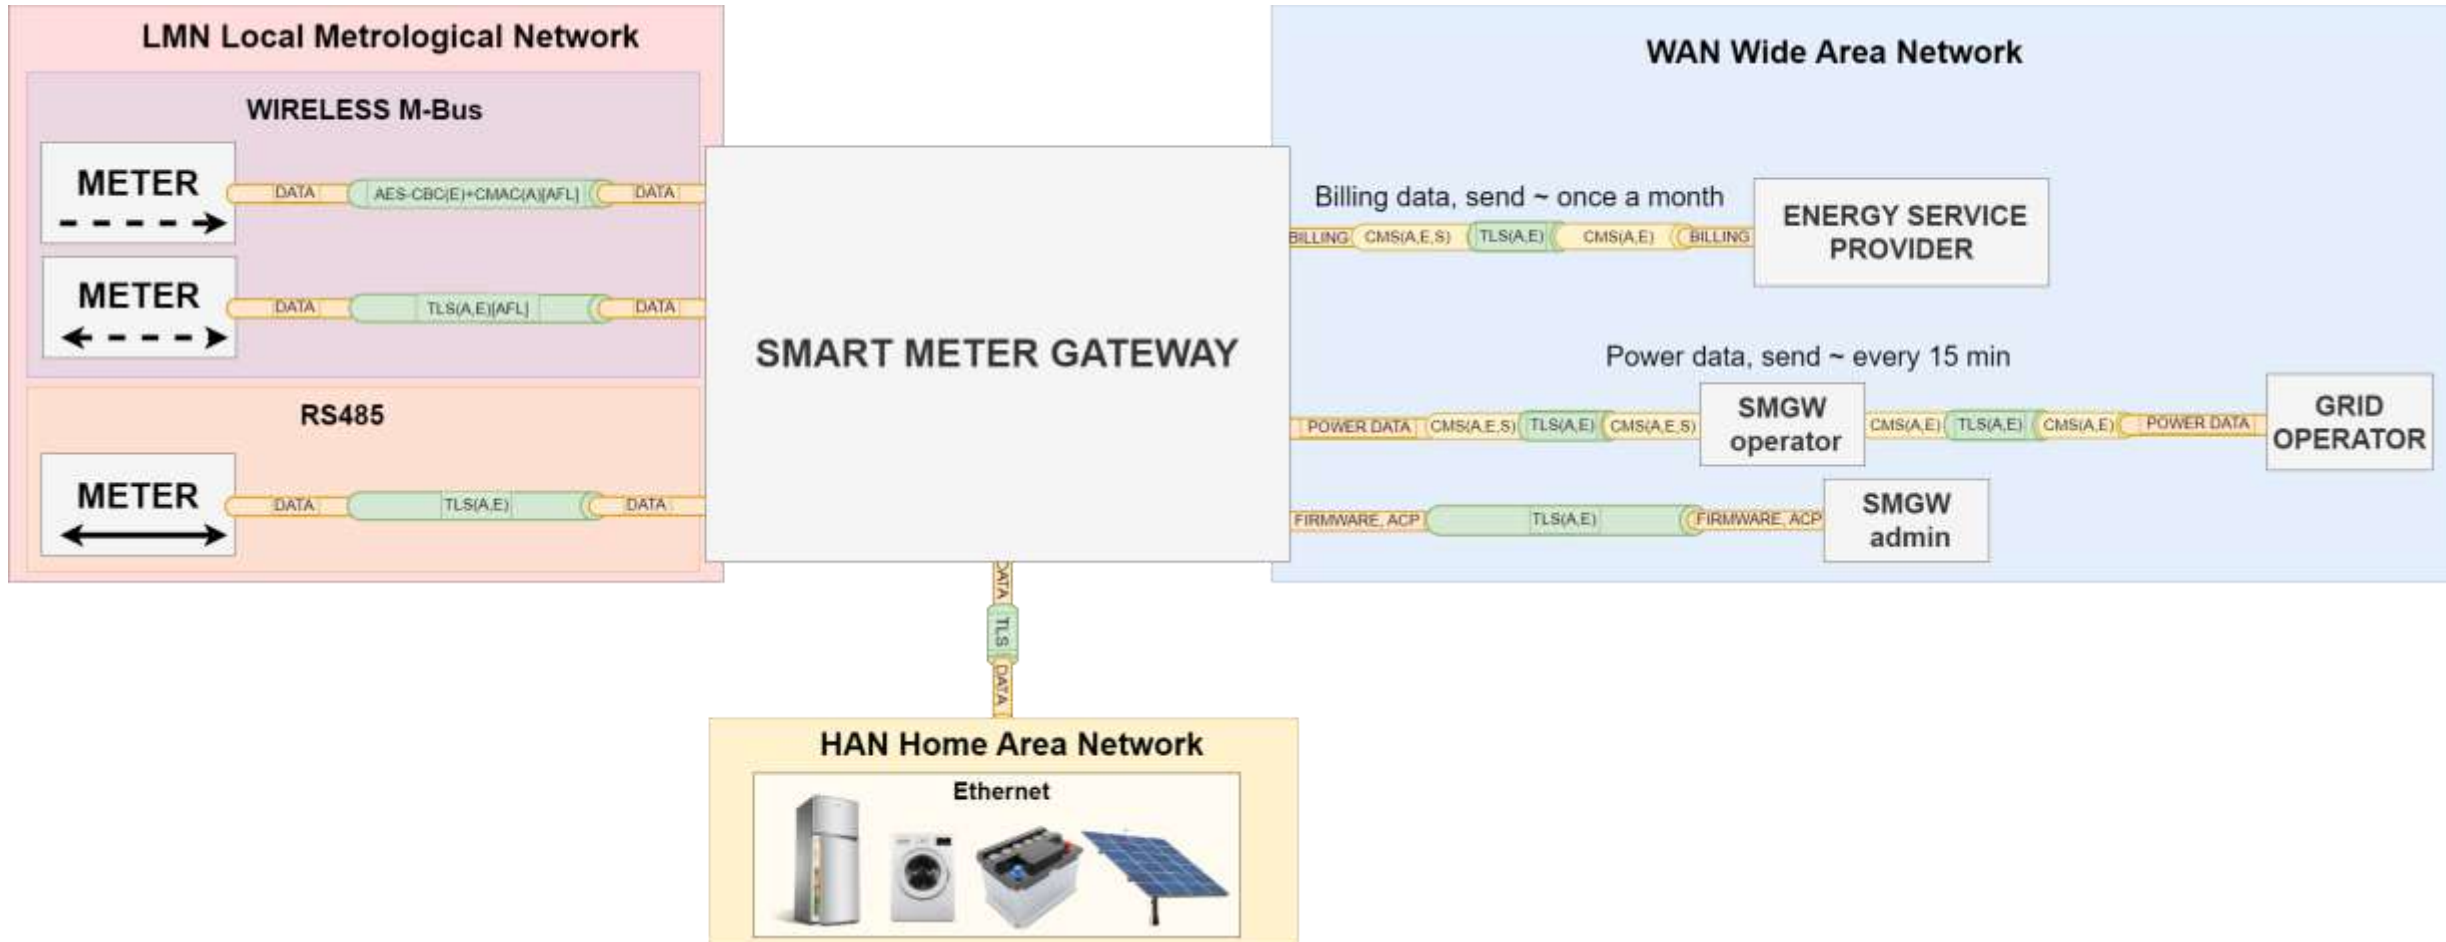 LMN Local Metrological Network
WIRELESS M-Bus
METER
DATA
AES-CBC(E)+CMAC(A)[AFL]
DATA
METER
DATA
TLS(A,E)[AFL]
DATA
RS485
METER
DATA
TLS(A,E)
DATA
SMART METER GATEWAY
WAN Wide Area Network
Billing data, send ~ once a month
BILLING
CMS(A,E,S)
TLS(A,E)
CMS(A,E)
BILLING
ENERGY SERVICE
PROVIDER
Power data, send ~ every 15 min
POWER DATA
CMS(A,E,S)
TLS(A,E)
CMS(A,E,S)
SMGW
operator
CMS(A,E)
TLS(A,E)
CMS(A,E)
POWER DATA
GRID
OPERATOR
FIRMWARE, ACP
TLS(A,E)
FIRMWARE, ACP
SMGW
admin
DATA
TLS
DATA
HAN Home Area Network
Ethernet